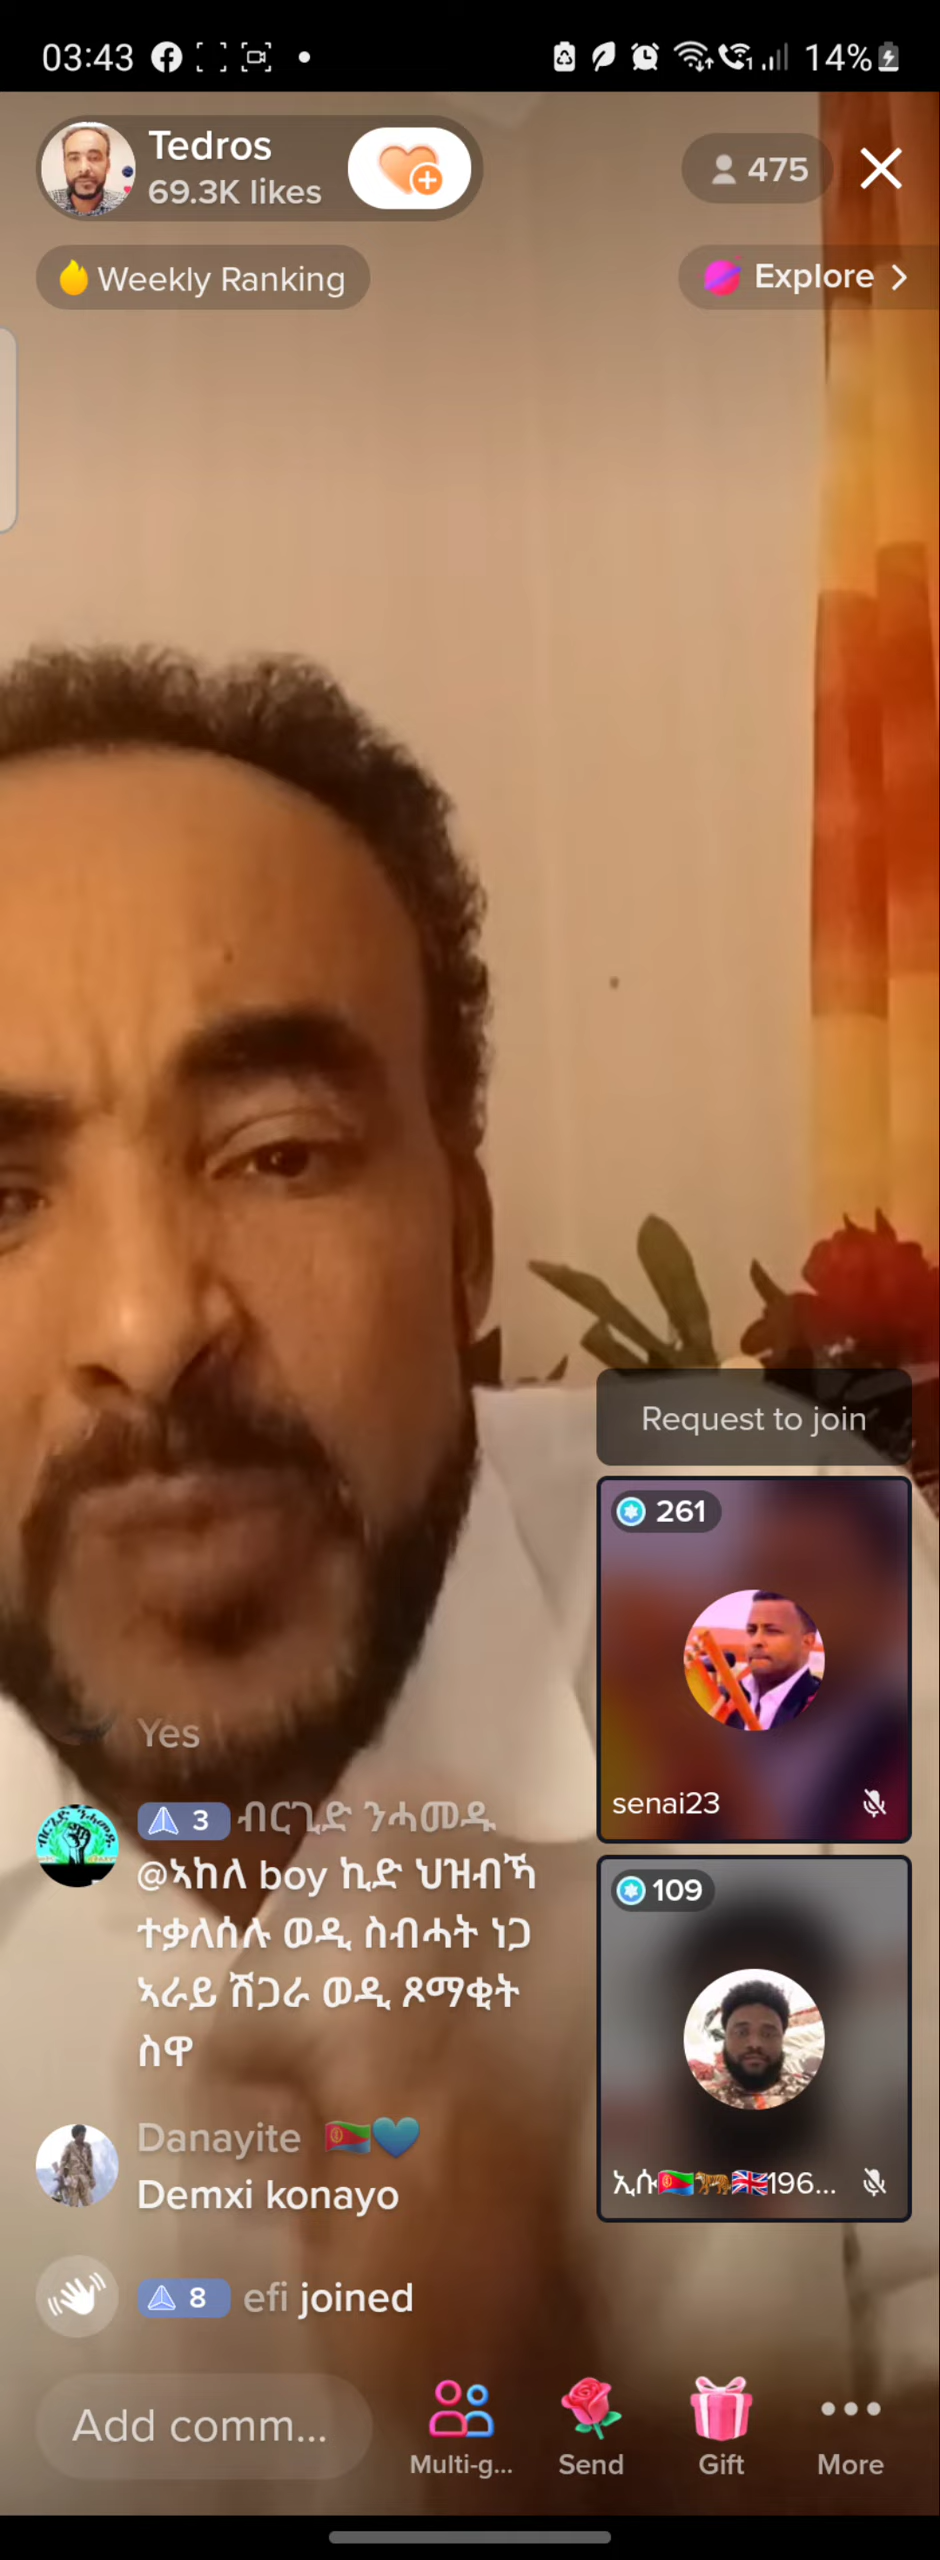 03:43
14%
Tedros
69.3K likes
475
Weekly Ranking
Explore
Request to join
261
senai23
Yes
3 ብርጊድ ንሓመዱ
@ኣከለ boy ኪድ ህዝብኻ
ተቃለሰሉ ወዲ ስብሓት ነጋ
ኣራይ ሽጋራ ወዲ ጾማቂት
ስዋ
109
ኢሱ🇪🇷🐅🇬🇧196...
Danayite 🇪🇷💙
Demxi konayo
8 efi joined
Add comm...
Multi-g...
Send
Gift
More